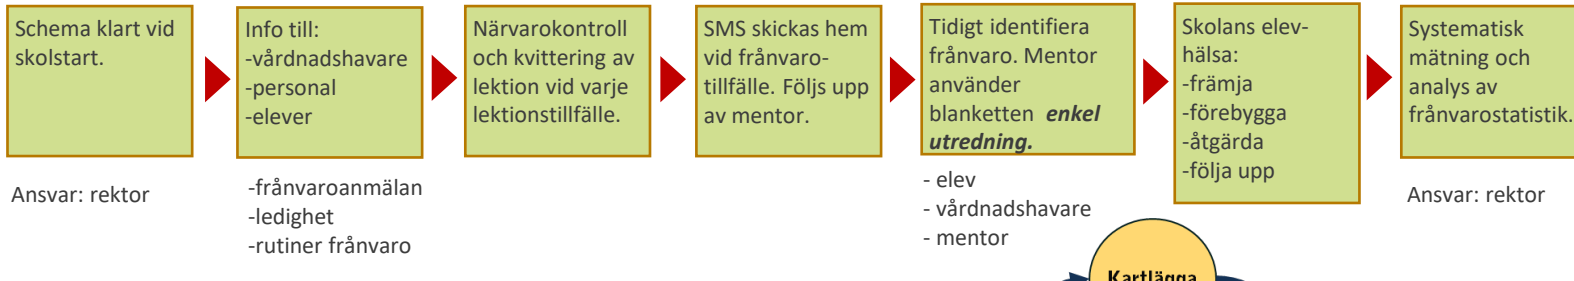 Schema klart vid
skolstart.
Ansvar: rektor
Info till:
-vårdnadshavare
-personal
-elever
-frånvaroanmälan
-ledighet
-rutiner frånvaro
Närvarokontroll
och kvittering av
lektion vid varje
lektionstillfälle.
SMS skickas hem
vid frånvaro-
tillfälle. Följs upp
av mentor.
Tidigt identifiera
frånvaro. Mentor
använder
blanketten enkel
utredning.
- elev
- vårdnadshavare
- mentor
Skolans elev-
hälsa:
-främja
-förebygga
-åtgärda
-följa upp
Systematisk
mätning och
analys av
frånvarostatistik.
Ansvar: rektor
Kartlägga